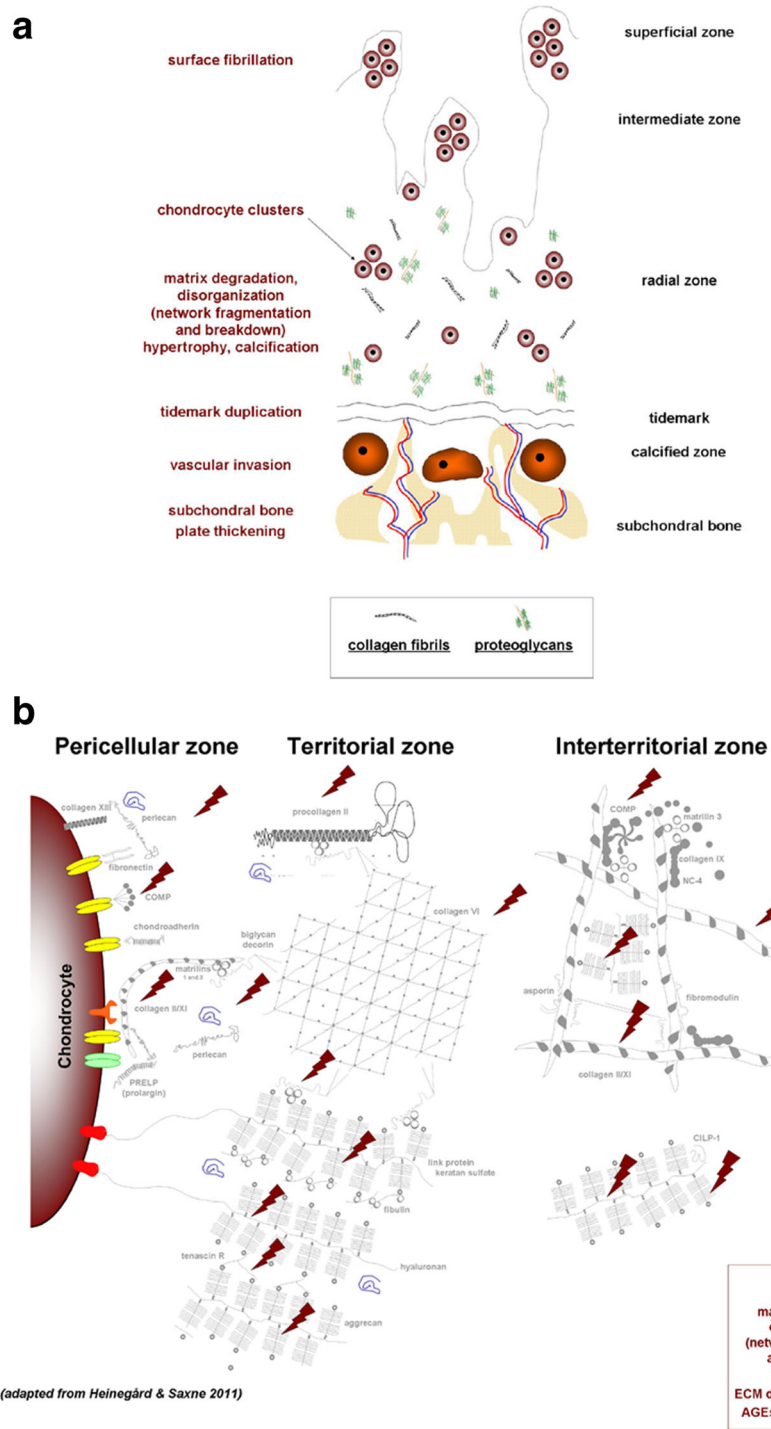 a
surface fibrillation
superficial zone
intermediate zone
chondrocyte clusters
matrix degradation,
disorganization
(network fragmentation
and breakdown)
hypertrophy, calcification
radial zone
tidemark duplication
tidemark
calcified zone
vascular invasion
subchondral bone
plate thickening
subchondral bone
collagen fibrils
proteoglycans
b
Pericellular zone
Territorial zone
Interterritorial zone
collagen XIII
perlecan
fibronectin
COMP
chondroadherin
matrilins
1 and 3
collagen II/XI
perlecan
PRELP
(prolargin)
Chondrocyte
procollagen II
collagen VI
biglycan
decorin
link protein
keratan sulfate
fibulin
tenascin R
hyaluronan
aggrecan
COMP
matrilin 3
collagen IX
NC-4
asporin
fibromodulin
collagen II/XI
CILP-1
(adapted from Heinegård & Saxne 2011)
ma
(netw
a
ECM d
AGEs